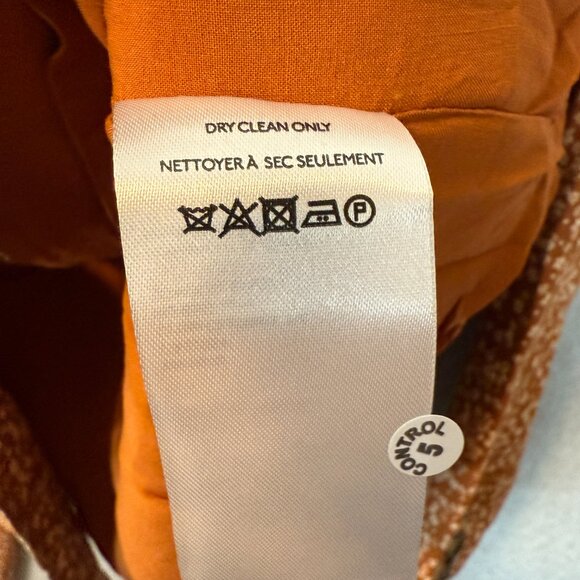 DRY CLEAN ONLY
NETTOYER À SEC SEULEMENT
P
CONTROL
5